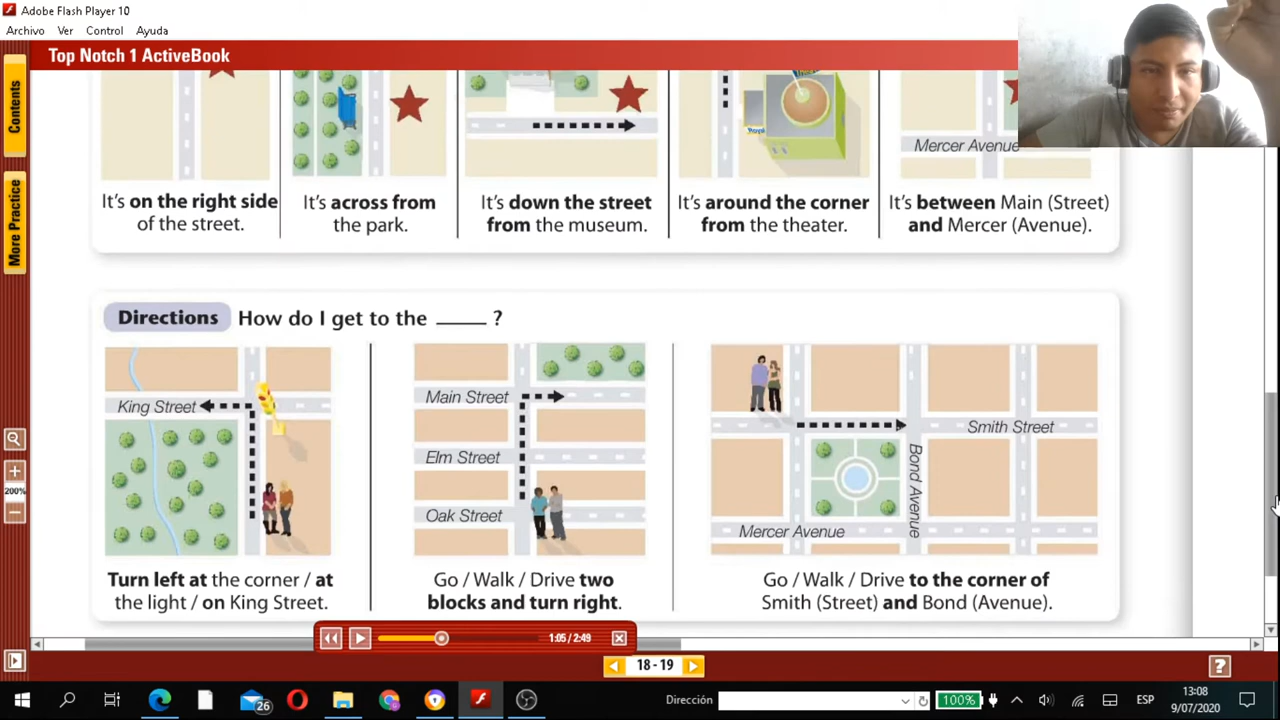 Adobe Flash Player 10
Archivo Ver Control Ayuda
Top Notch 1 ActiveBook
Contents
More Practice
200%
Mercer Avenue
It's on the right side
of the street.
It's across from
the park.
It's down the street
from the museum.
It's around the corner
from the theater.
It's between Main (Street)
and Mercer (Avenue).
Directions How do I get to the ____ ?
King Street
Turn left at the corner / at
the light / on King Street.
Main Street
Elm Street
Oak Street
Go / Walk / Drive two
blocks and turn right.
Smith Street
Bond Avenue
Mercer Avenue
Go / Walk / Drive to the corner of
Smith (Street) and Bond (Avenue).
1:05 / 2:49
18 - 19
?
26
Dirección
100%
ESP
13:08
9/07/2020